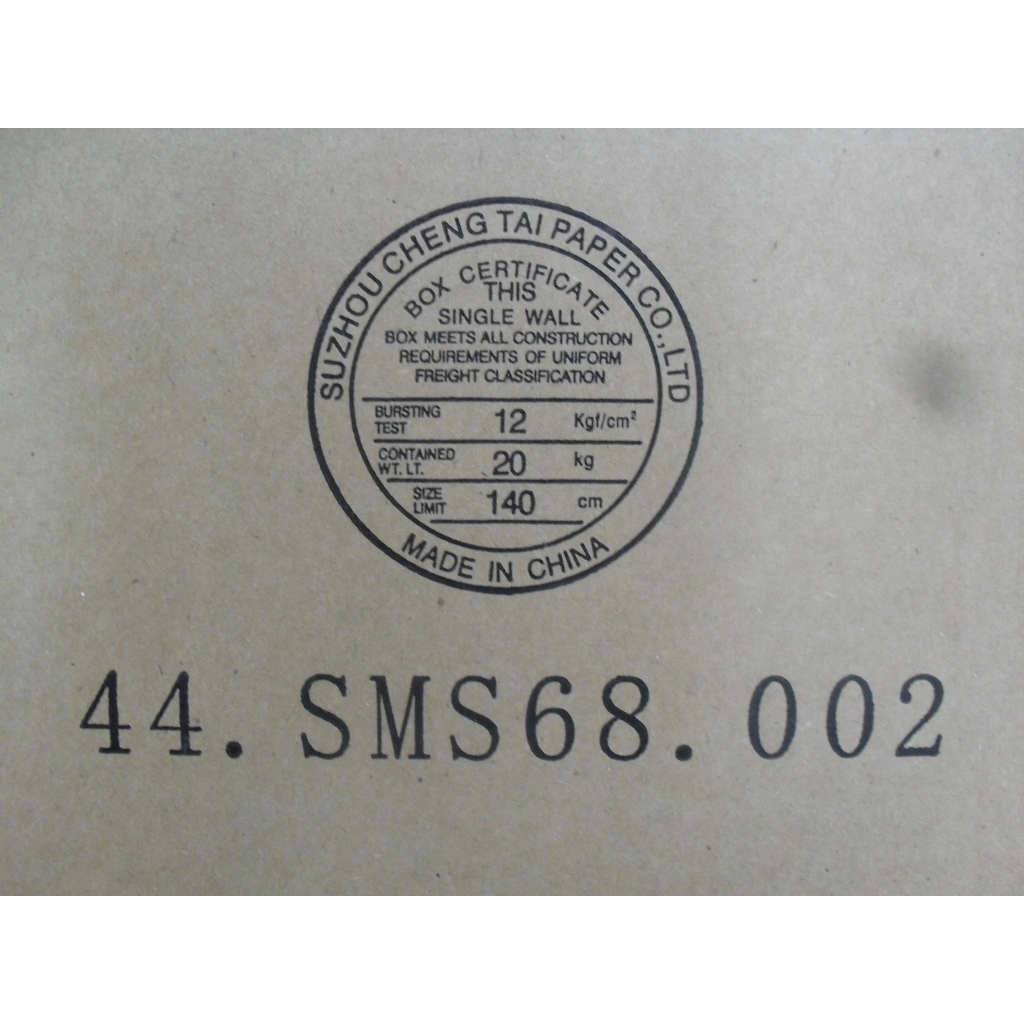 SUZHOU CHENG TAI PAPER CO.,LTD
BOX CERTIFICATE
THIS
SINGLE WALL
BOX MEETS ALL CONSTRUCTION
REQUIREMENTS OF UNIFORM
FREIGHT CLASSIFICATION
BURSTING TEST 12 Kgf/cm²
CONTAINED WT. LT. 20 kg
SIZE LIMIT 140 cm
MADE IN CHINA
44.SMS68.002